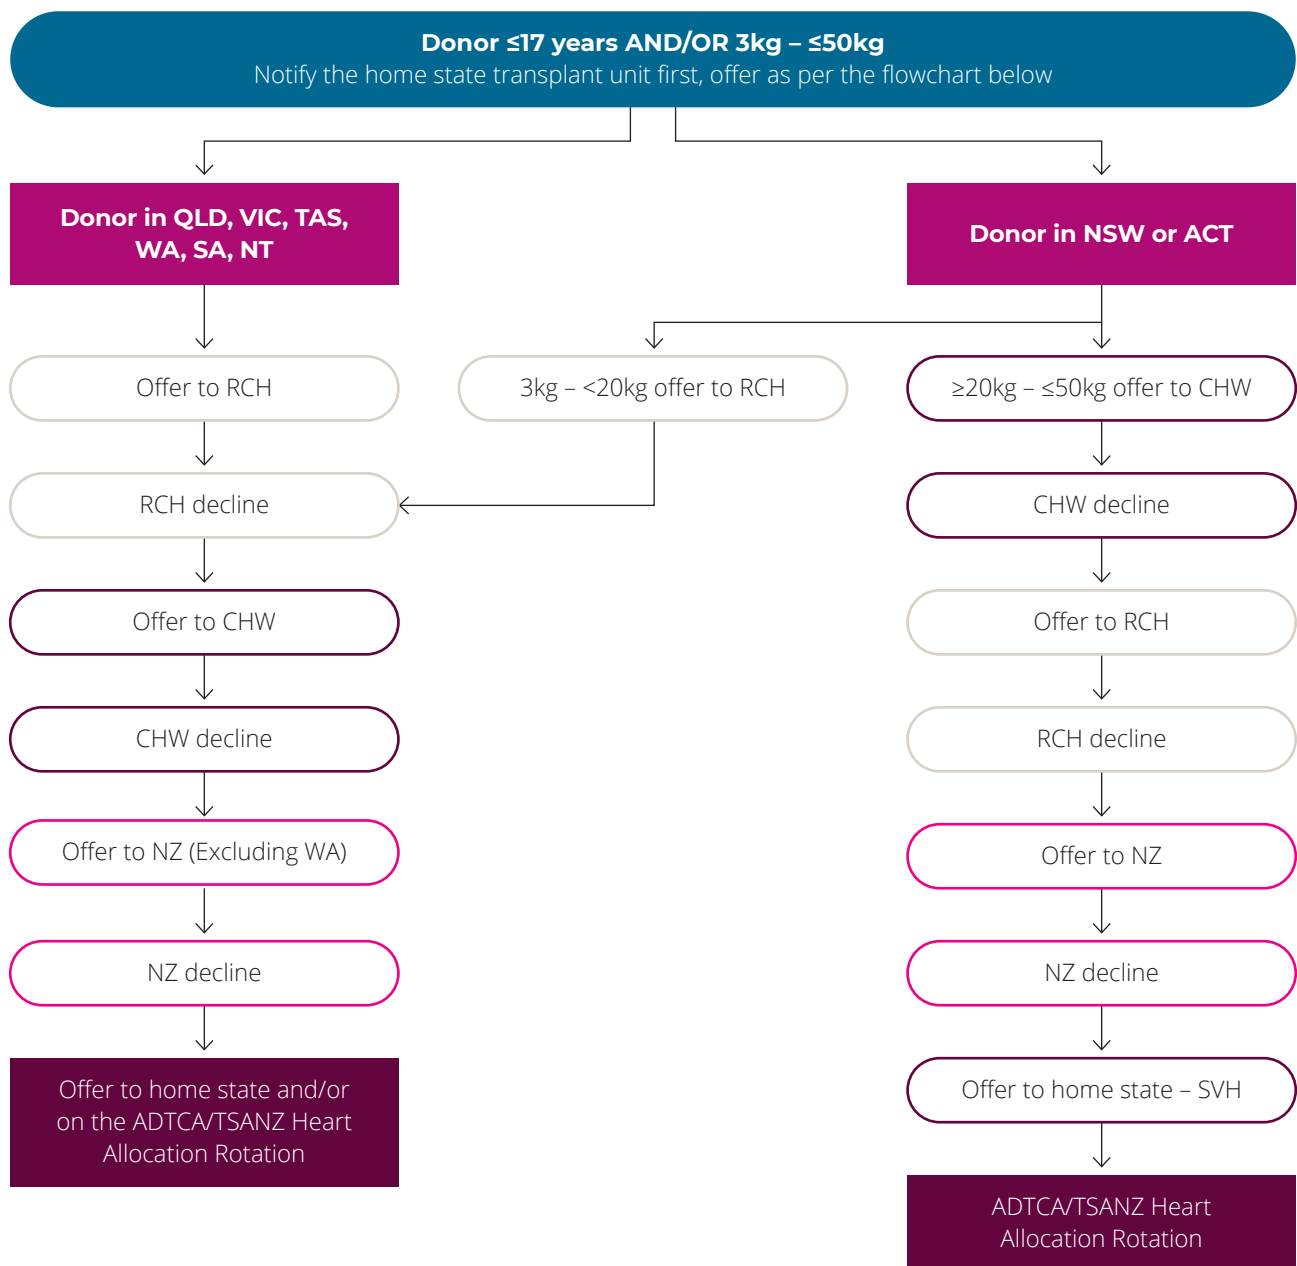 Donor ≤17 years AND/OR 3kg – ≤50kg
Notify the home state transplant unit first, offer as per the flowchart below
Donor in QLD, VIC, TAS,
WA, SA, NT
Donor in NSW or ACT
Offer to RCH
3kg – <20kg offer to RCH
≥20kg – ≤50kg offer to CHW
RCH decline
CHW decline
Offer to CHW
Offer to RCH
CHW decline
RCH decline
Offer to NZ (Excluding WA)
Offer to NZ
NZ decline
NZ decline
Offer to home state and/or
on the ADTCA/TSANZ Heart
Allocation Rotation
Offer to home state – SVH
ADTCA/TSANZ Heart
Allocation Rotation